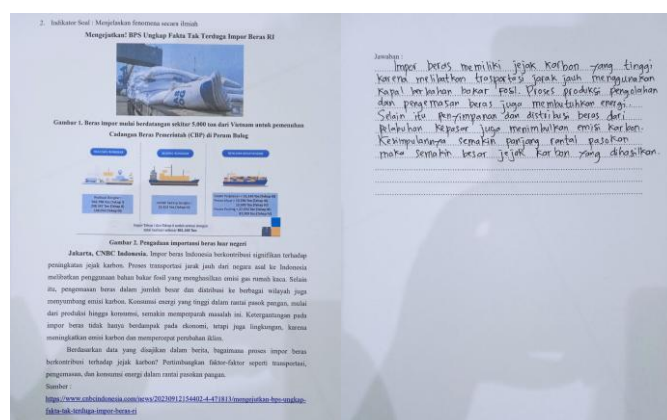 2. Indikator Soal : Menjelaskan fenomena secara ilmiah
Mengejutkan! BPS Ungkap Fakta Tak Terduga Impor Beras RI
Gambar 1. Beras impor mulai berdatangan sekitar 5.000 ton dari Vietnam untuk pemenuhan
Cadangan Beras Pemerintah (CBP) di Perum Bulog
Gambar 2. Pengadaan importansi beras luar negeri
Jakarta, CNBC Indonesia. Impor beras Indonesia berkontribusi signifikan terhadap
peningkatan jejak karbon. Proses transportasi jarak jauh dari negara asal ke Indonesia
melibatkan penggunaan bahan bakar fosil yang menghasilkan emisi gas rumah kaca. Selain
itu, pengemasan beras dalam jumlah besar dan distribusi ke berbagai wilayah juga
menyumbang emisi karbon. Konsumsi energi yang tinggi dalam rantai pasok pangan, mulai
dari produksi hingga konsumsi, semakin memperparah masalah ini. Ketergantungan pada
impor beras tidak hanya berdampak pada ekonomi, tetapi juga lingkungan, karena
meningkatkan emisi karbon dan mempercepat perubahan iklim.
Berdasarkan data yang disajikan dalam berita, bagaimana proses impor beras
berkontribusi terhadap jejak karbon? Pertimbangkan faktor-faktor seperti transportasi,
pengemasan, dan konsumsi energi dalam rantai pasokan pangan.
Sumber :
https://www.cnbcindonesia.com/news/20230912154402-4-471813/mengejutkan-bps-ungkap-
fakta-tak-terduga-impor-beras-ri
Jawaban :
Impor beras memiliki jejak karbon yang tinggi
karena melibatkan trasportasi jarak jauh menggunakan
kapal berbahan bakar fosil. Proses produksi pengolahan
dan pengemasan beras juga membutuhkan energi.
Selain itu penyimpanan dan distribusi beras dari
pelabuhan kepasar juga menimbulkan emisi karbon.
Kesimpulannya semakin panjang rantai pasokan
maka semakin besar jejak karbon yang dihasilkan.